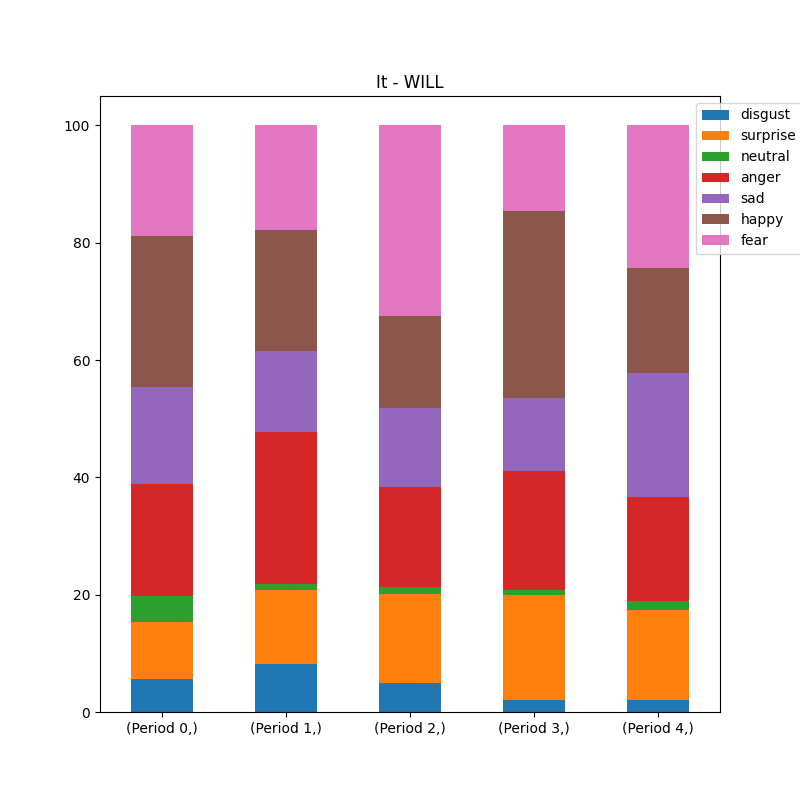 It - WILL
100
80
60
40
20
0
(Period 0,) (Period 1,) (Period 2,) (Period 3,) (Period 4,)
disgust
surprise
neutral
anger
sad
happy
fear